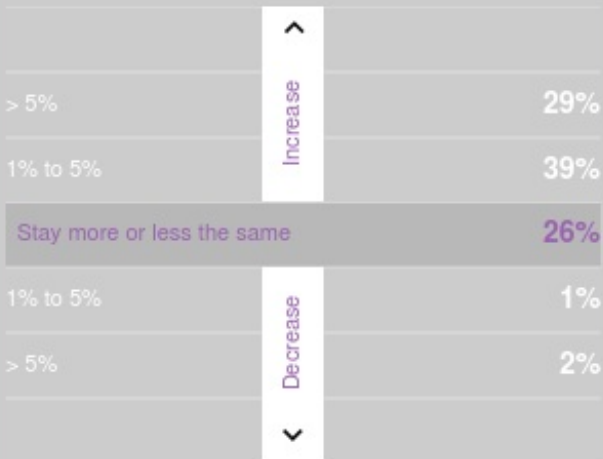 > 5% 29%
Increase
1% to 5% 39%
Stay more or less the same 26%
1% to 5% 1%
Decrease
> 5% 2%